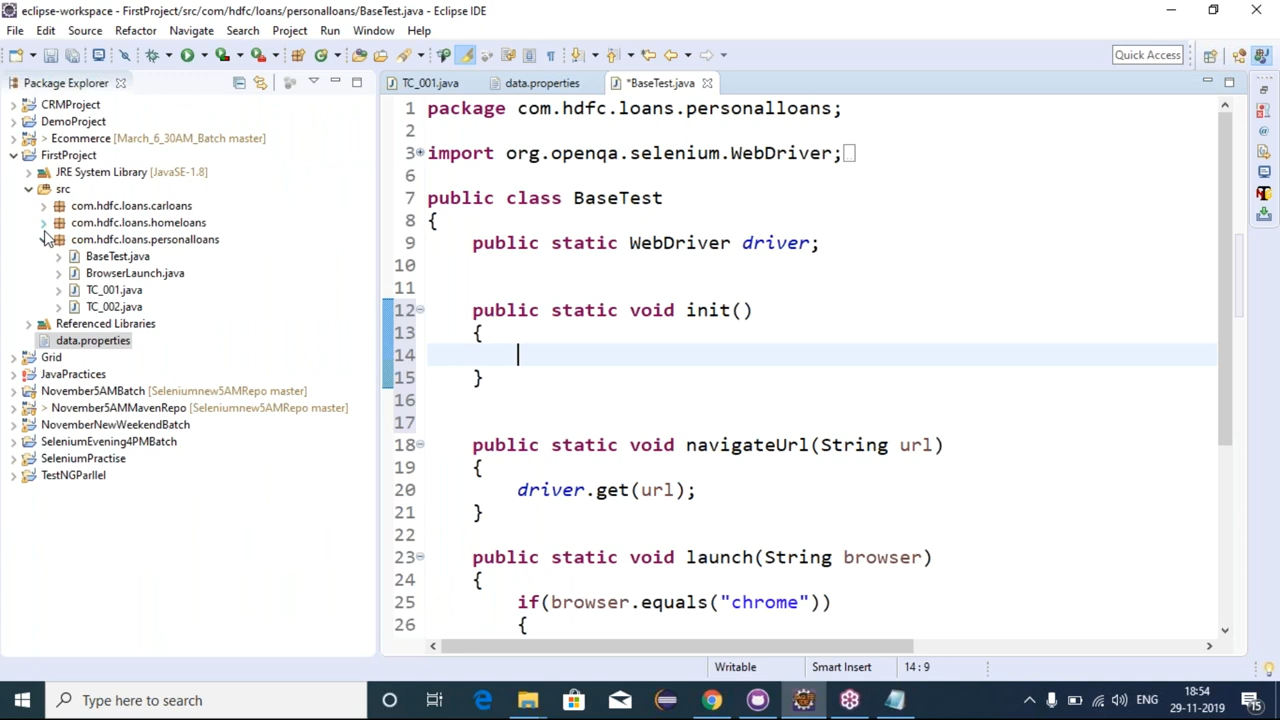 eclipse-workspace - FirstProject/src/com/hdfc/loans/personalloans/BaseTest.java - Eclipse IDE
File Edit Source Refactor Navigate Search Project Run Window Help
Quick Access
Package Explorer
TC_001.java data.properties *BaseTest.java
CRMProject
DemoProject
> Ecommerce [March_6_30AM_Batch master]
FirstProject
JRE System Library [JavaSE-1.8]
src
com.hdfc.loans.carloans
com.hdfc.loans.homeloans
com.hdfc.loans.personalloans
BaseTest.java
BrowserLaunch.java
TC_001.java
TC_002.java
Referenced Libraries
data.properties
Grid
JavaPractices
November5AMBatch [Seleniumnew5AMRepo master]
> November5AMMavenRepo [Seleniumnew5AMRepo master]
NovemberNewWeekendBatch
SeleniumEvening4PMBatch
SeleniumPractise
TestNGParllel
1 package com.hdfc.loans.personalloans;
2
3 import org.openqa.selenium.WebDriver;
6
7 public class BaseTest
8 {
9 public static WebDriver driver;
10
11
12 public static void init()
13 {
14
15 }
16
17
18 public static void navigateUrl(String url)
19 {
20 driver.get(url);
21 }
22
23 public static void launch(String browser)
24 {
25 if(browser.equals("chrome"))
26 {
Writable Smart Insert 14 : 9
Type here to search
ENG
18:54
29-11-2019
15